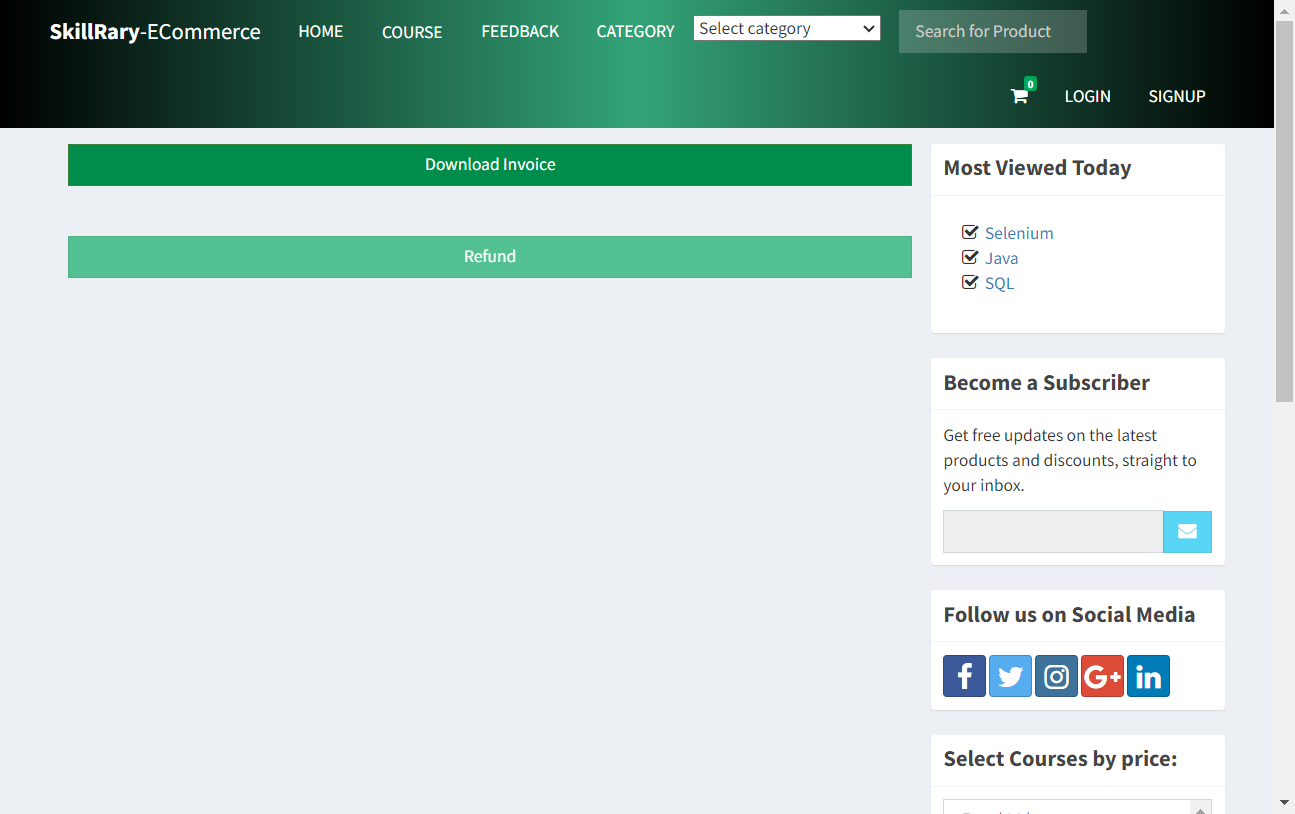 SkillRary-ECommerce
HOME
COURSE
FEEDBACK
CATEGORY
Select category
Search for Product
0
LOGIN
SIGNUP
Download Invoice
Refund
Most Viewed Today
Selenium
Java
SQL
Become a Subscriber
Get free updates on the latest
products and discounts, straight to
your inbox.
Follow us on Social Media
Select Courses by price: